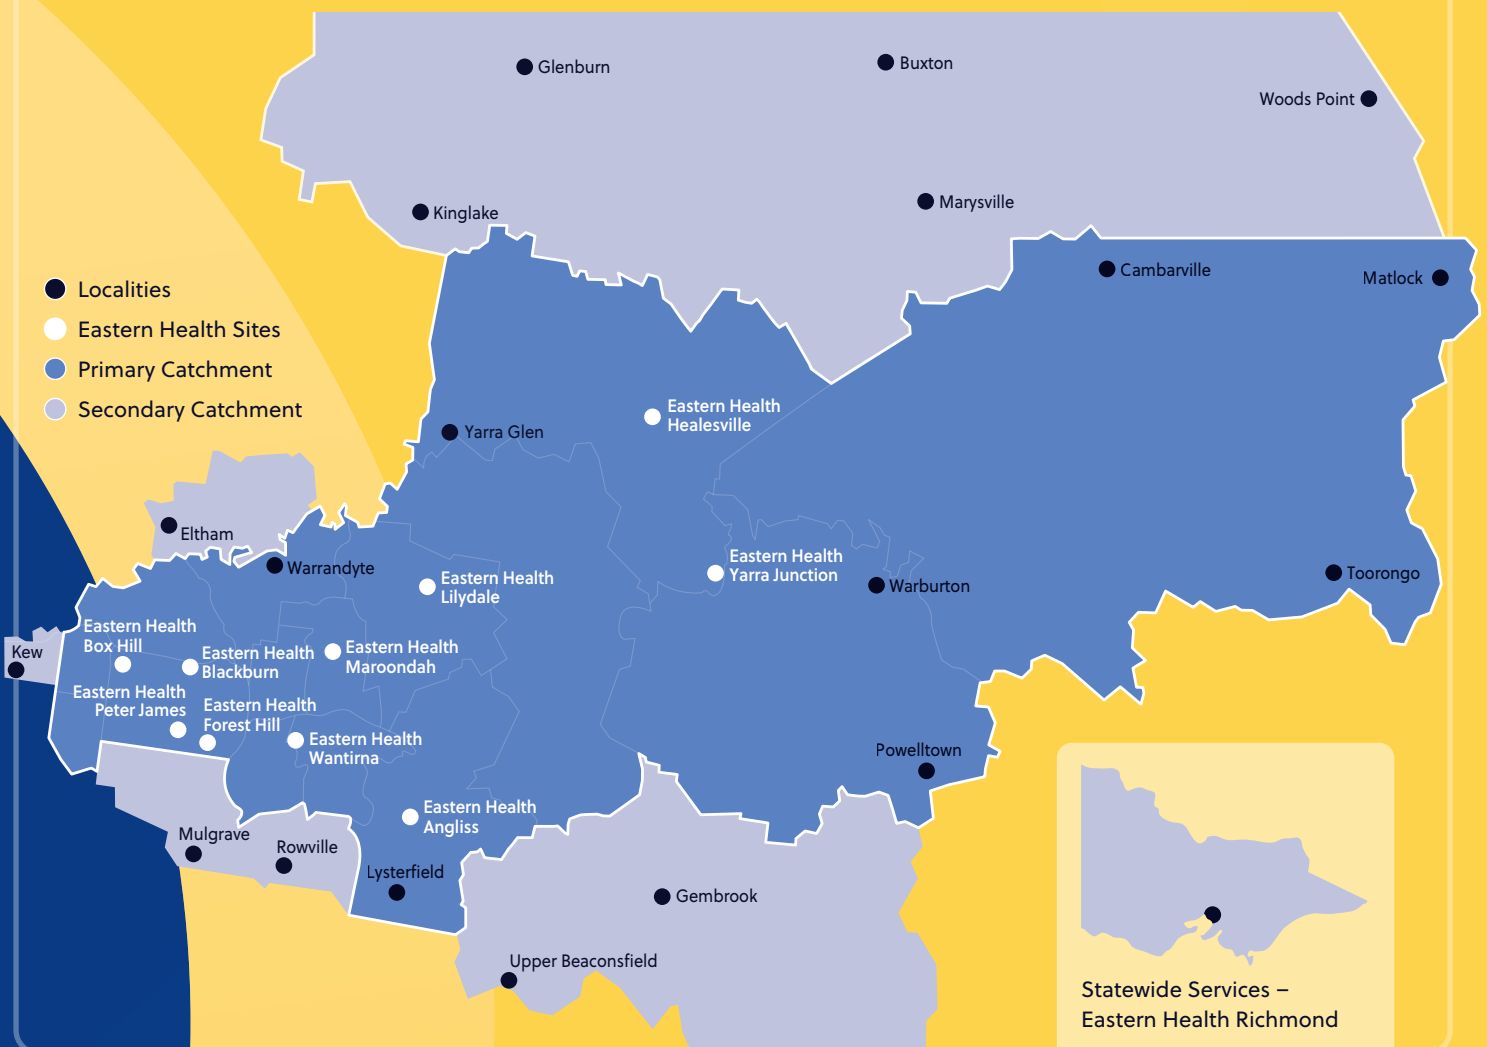 Glenburn
Buxton
Woods Point
Kinglake
Marysville
Cambarville
Matlock
Localities
Eastern Health Sites
Primary Catchment
Secondary Catchment
Eastern Health
Healesville
Yarra Glen
Eltham
Warrandyte
Eastern Health
Lilydale
Eastern Health
Yarra Junction
Warburton
Toorongo
Kew
Eastern Health
Box Hill
Eastern Health
Blackburn
Eastern Health
Maroondah
Eastern Health
Peter James
Eastern Health
Forest Hill
Eastern Health
Wantirna
Powelltown
Eastern Health
Angliss
Mulgrave
Rowville
Lysterfield
Gembrook
Upper Beaconsfield
Statewide Services –
Eastern Health Richmond